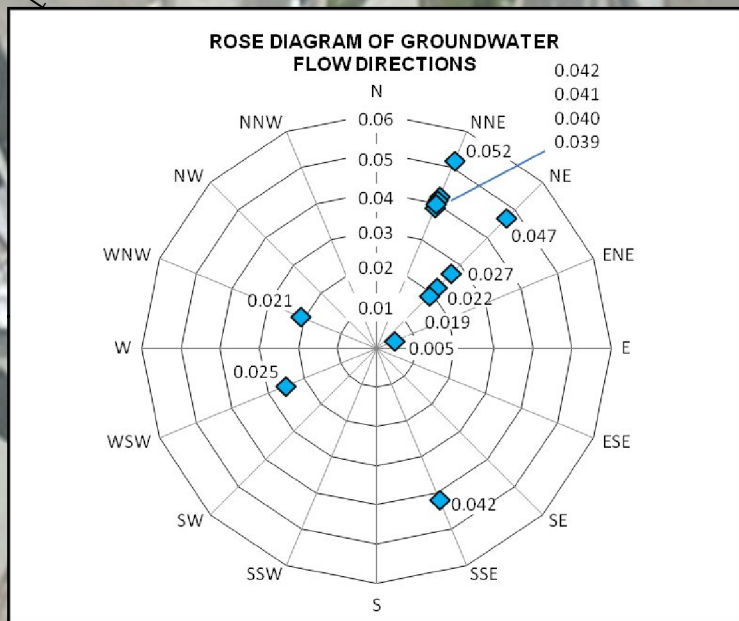 ROSE DIAGRAM OF GROUNDWATER
FLOW DIRECTIONS
0.042
0.041
0.040
0.039
N
NNW
0.06
NNE
0.052
0.05
NW
NE
0.04
0.047
0.03
WNW
ENE
0.02
0.027
0.021
0.022
0.01
0.019
W
0.005
E
0.025
WSW
ESE
0.042
SW
SE
SSW
SSE
S